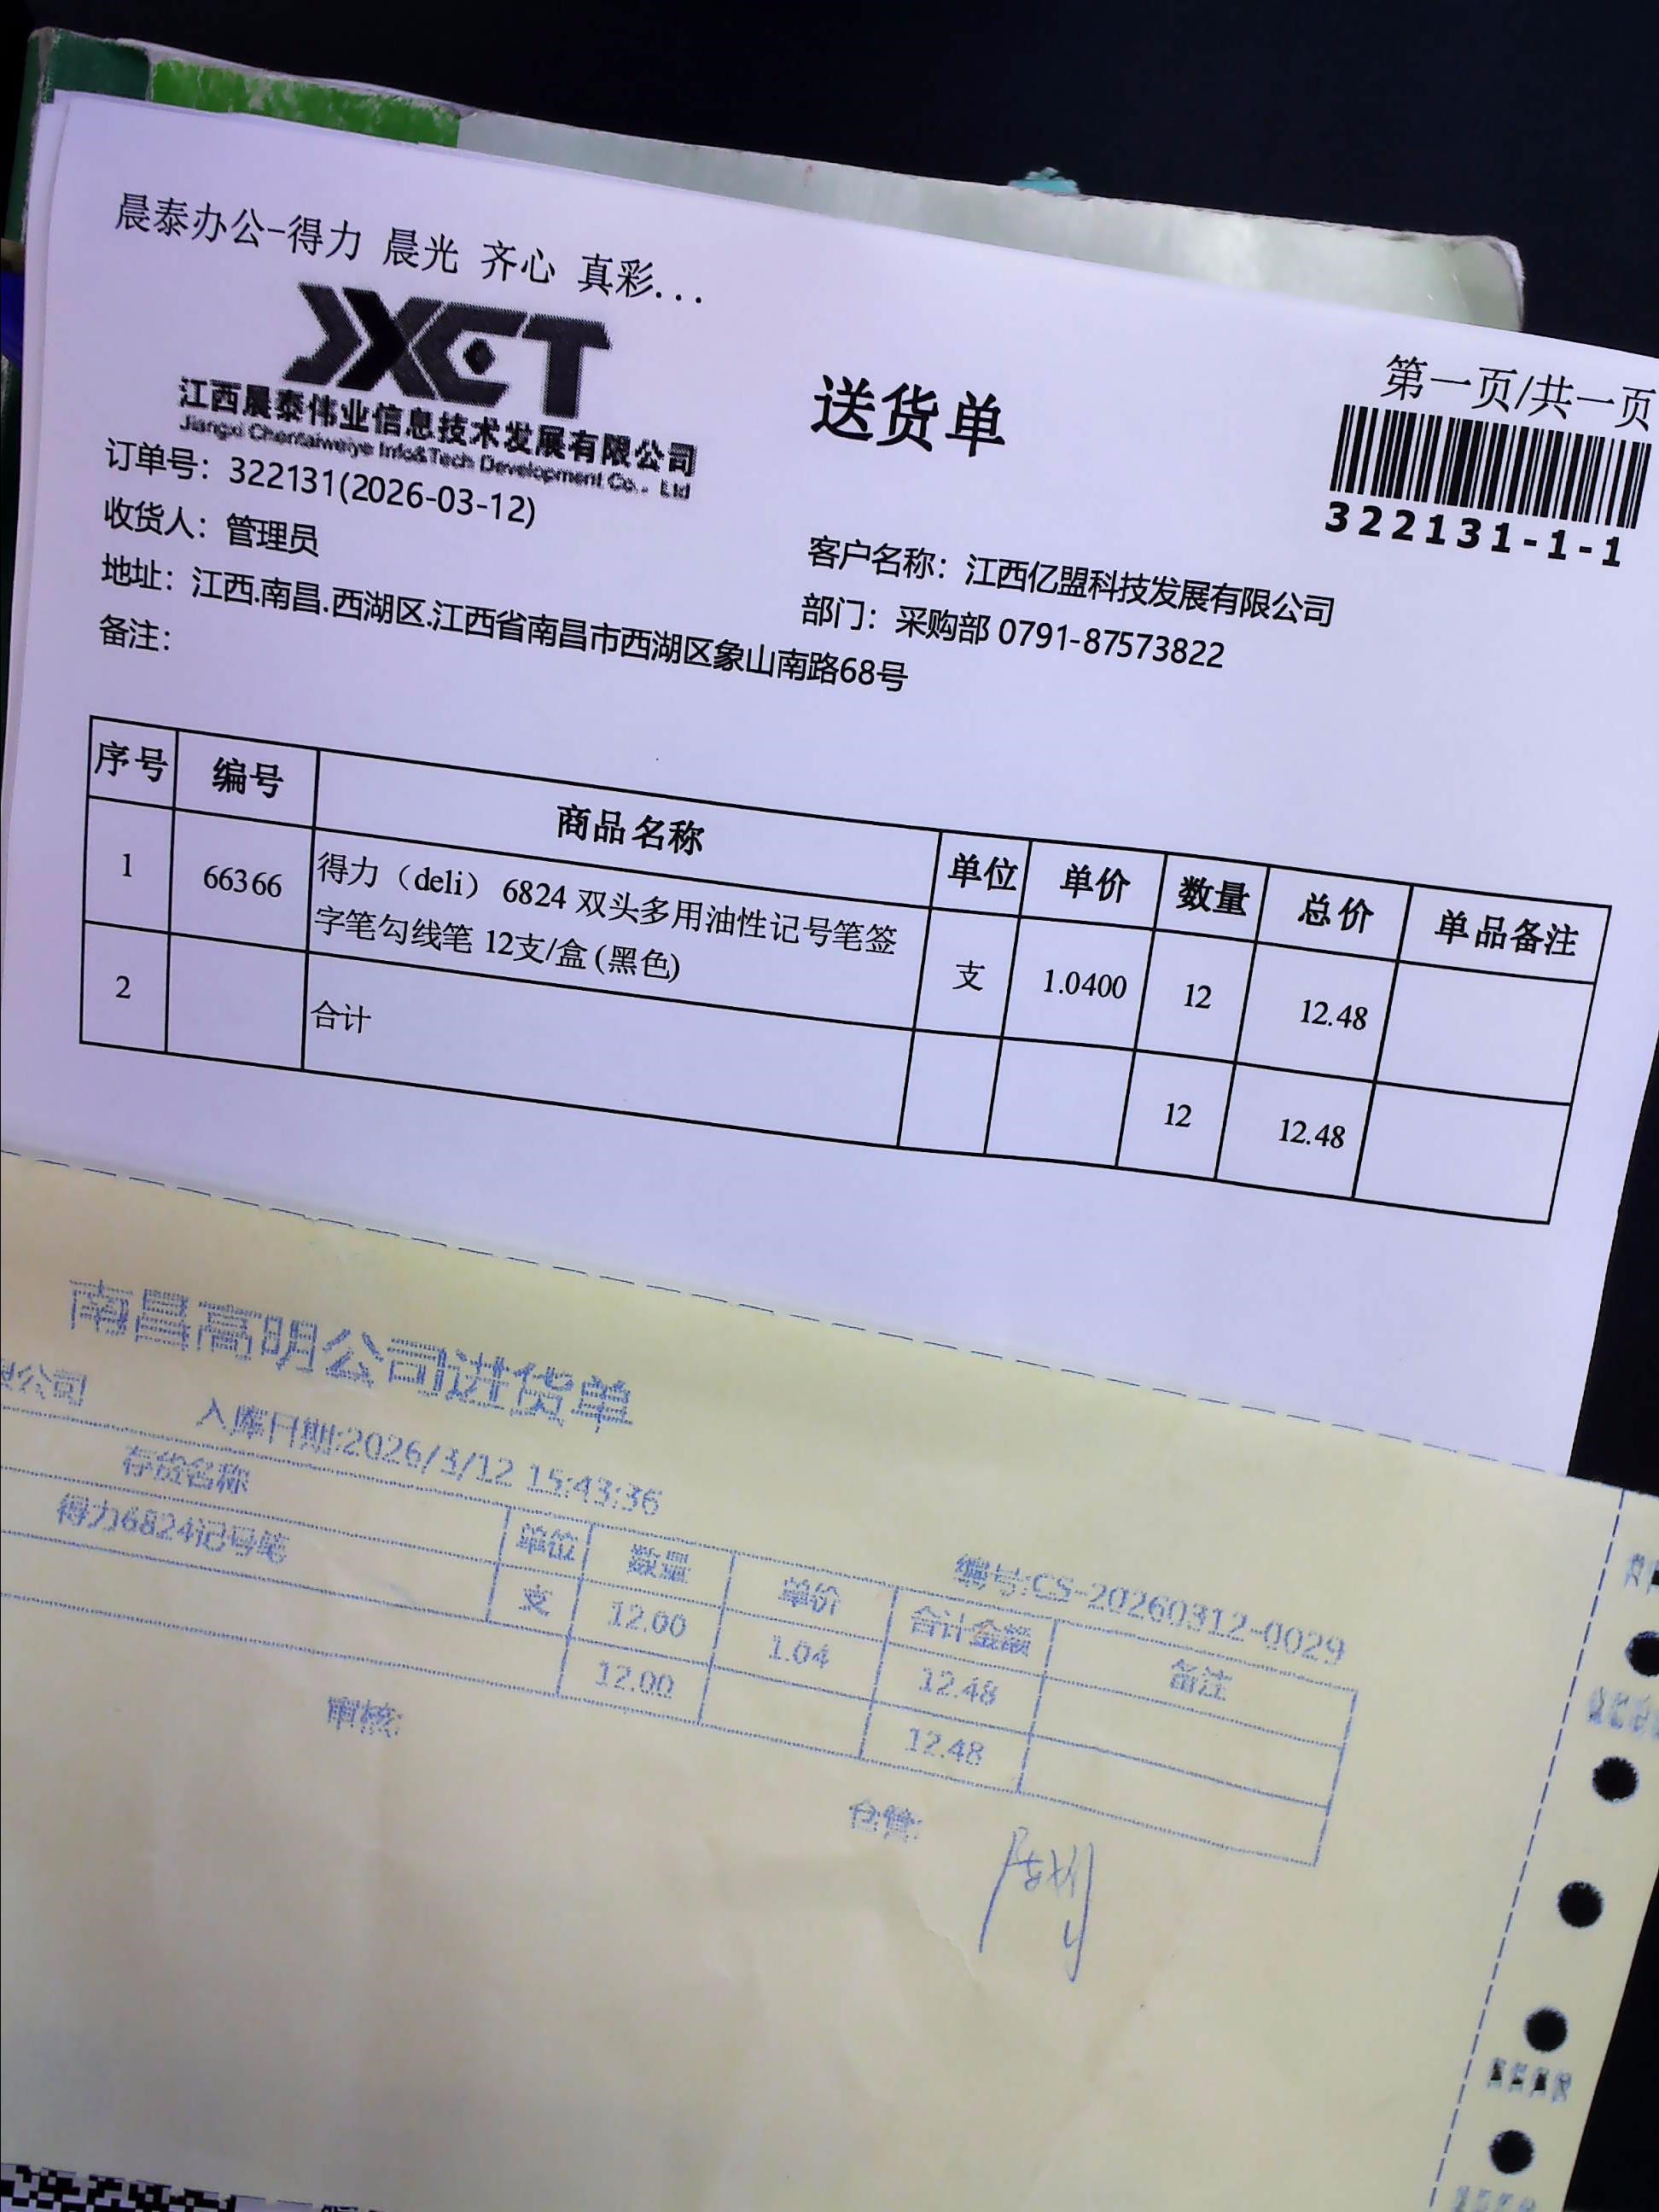 晨泰办公-得力 晨光 齐心 真彩...
JXCT
江西晨泰伟业信息技术发展有限公司
Jiangxi Chentaiweiye Info&Tech Development Co., Ltd
送货单
第一页/共一页
322131-1-1
订单号：322131(2026-03-12)
收货人：管理员
客户名称：江西亿盟科技发展有限公司
地址：江西.南昌.西湖区.江西省南昌市西湖区象山南路68号
部门：采购部 0791-87573822
备注：
序号 编号 商品名称 单位 单价 数量 总价 单品备注
1 66366 得力（deli） 6824 双头多用油性记号笔签
字笔勾线笔 12支/盒 (黑色) 支 1.0400 12 12.48
2 合计 12 12.48
南昌高明公司进货单
限公司 入库日期:2026/3/12 15:43:36 编号:CS-20260312-0029
存货名称 单位 数量 单价 合计金额 备注
得力6824记号笔 支 12.00 1.04 12.48
12.00 12.48
审核: 仓管: